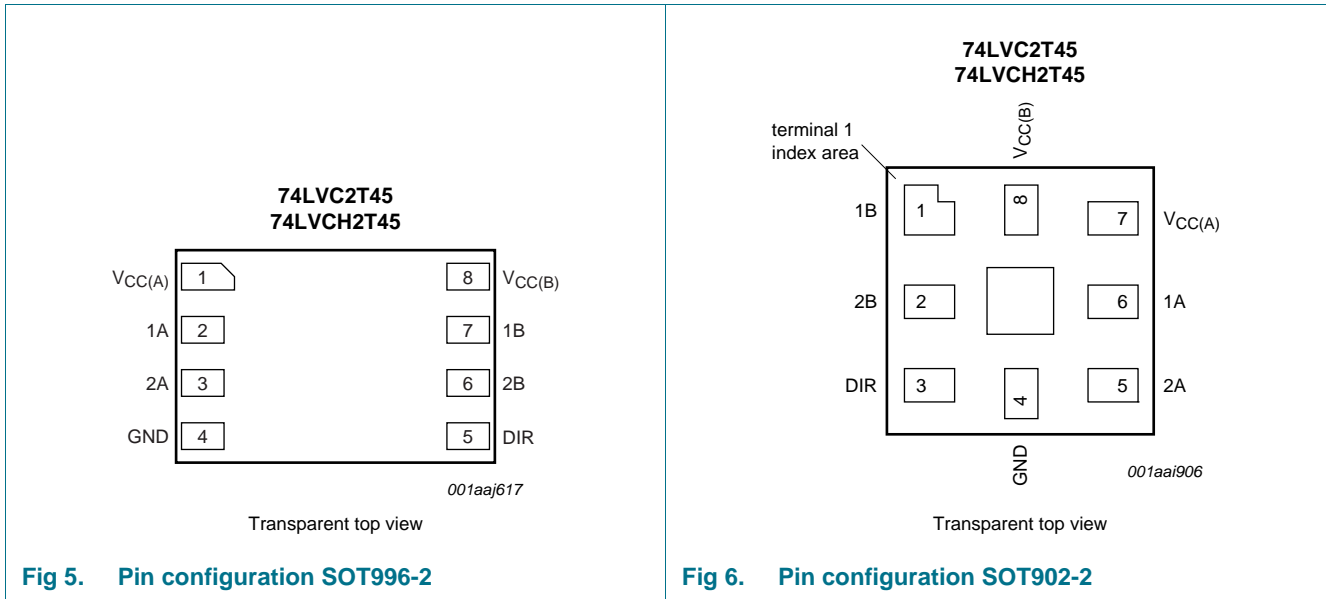 74LVC2T45
74LVCH2T45
VCC(A) 1 8 VCC(B)
1A 2 7 1B
2A 3 6 2B
GND 4 5 DIR
001aaj617
Transparent top view
Fig 5. Pin configuration SOT996-2
74LVC2T45
74LVCH2T45
terminal 1
index area
VCC(B)
1B 1 8 7 VCC(A)
2B 2 6 1A
DIR 3 4 5 2A
GND
001aai906
Transparent top view
Fig 6. Pin configuration SOT902-2